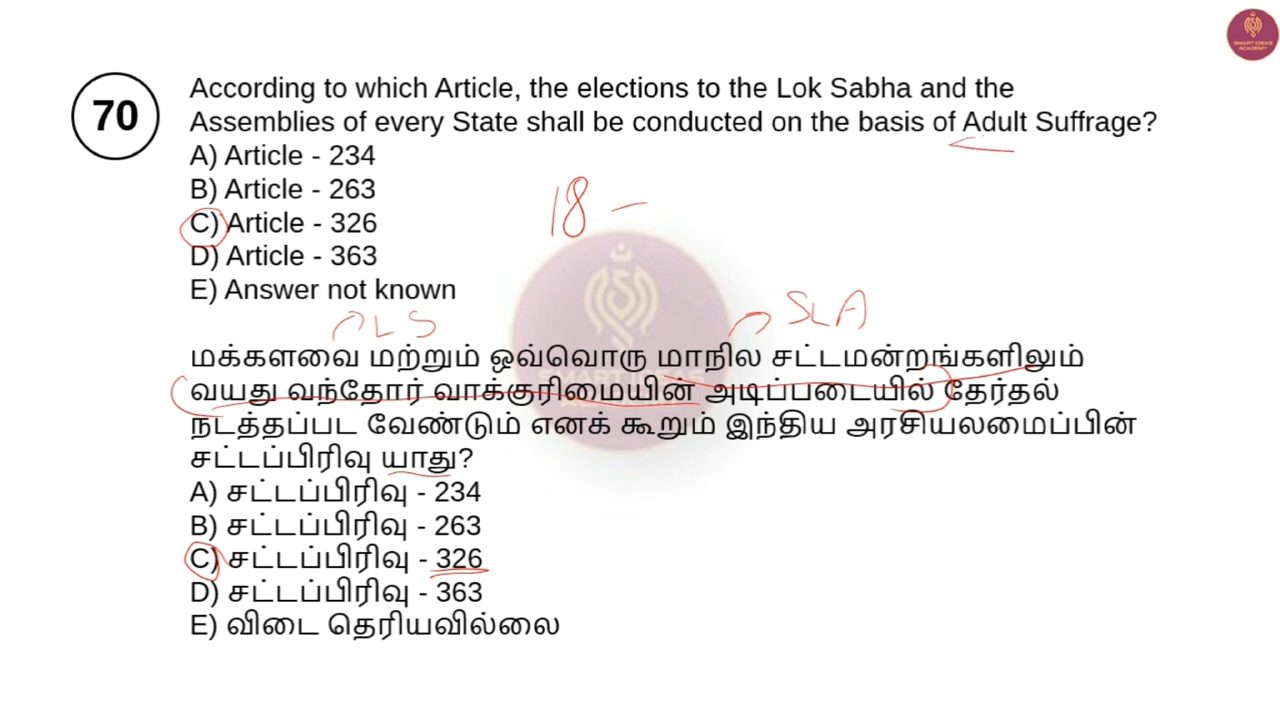 SMART IDEAS
ACADEMY
70
According to which Article, the elections to the Lok Sabha and the
Assemblies of every State shall be conducted on the basis of Adult Suffrage?
A) Article - 234
B) Article - 263
18 -
C) Article - 326
D) Article - 363
E) Answer not known
LS
SLA
மக்களவை மற்றும் ஒவ்வொரு மாநில சட்டமன்றங்களிலும்
வயது வந்தோர் வாக்குரிமையின் அடிப்படையில் தேர்தல்
நடத்தப்பட வேண்டும் எனக் கூறும் இந்திய அரசியலமைப்பின்
சட்டப்பிரிவு யாது?
A) சட்டப்பிரிவு - 234
B) சட்டப்பிரிவு - 263
C) சட்டப்பிரிவு - 326
D) சட்டப்பிரிவு - 363
E) விடை தெரியவில்லை